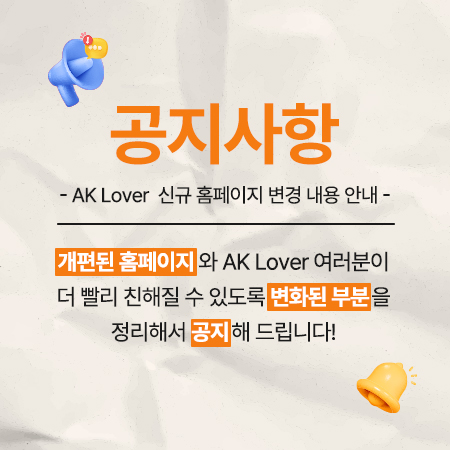 공지사항
- AK Lover 신규 홈페이지 변경 내용 안내 -
개편된 홈페이지와 AK Lover 여러분이
더 빨리 친해질 수 있도록 변화된 부분을
정리해서 공지해 드립니다!